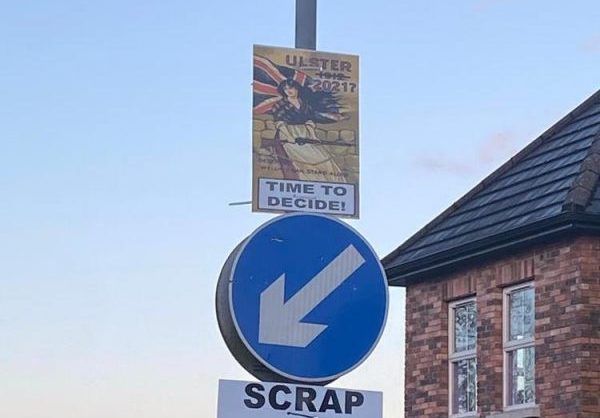 ULSTER
1912
2021?
TIME TO
DECIDE!
SCRAP